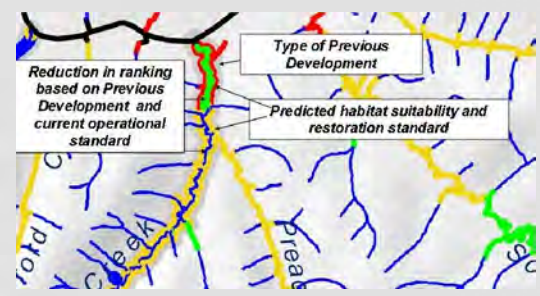 Type of Previous
Development
Reduction in ranking
based on Previous
Development and
current operational
standard
Predicted habitat suitability and
restoration standard
Creek